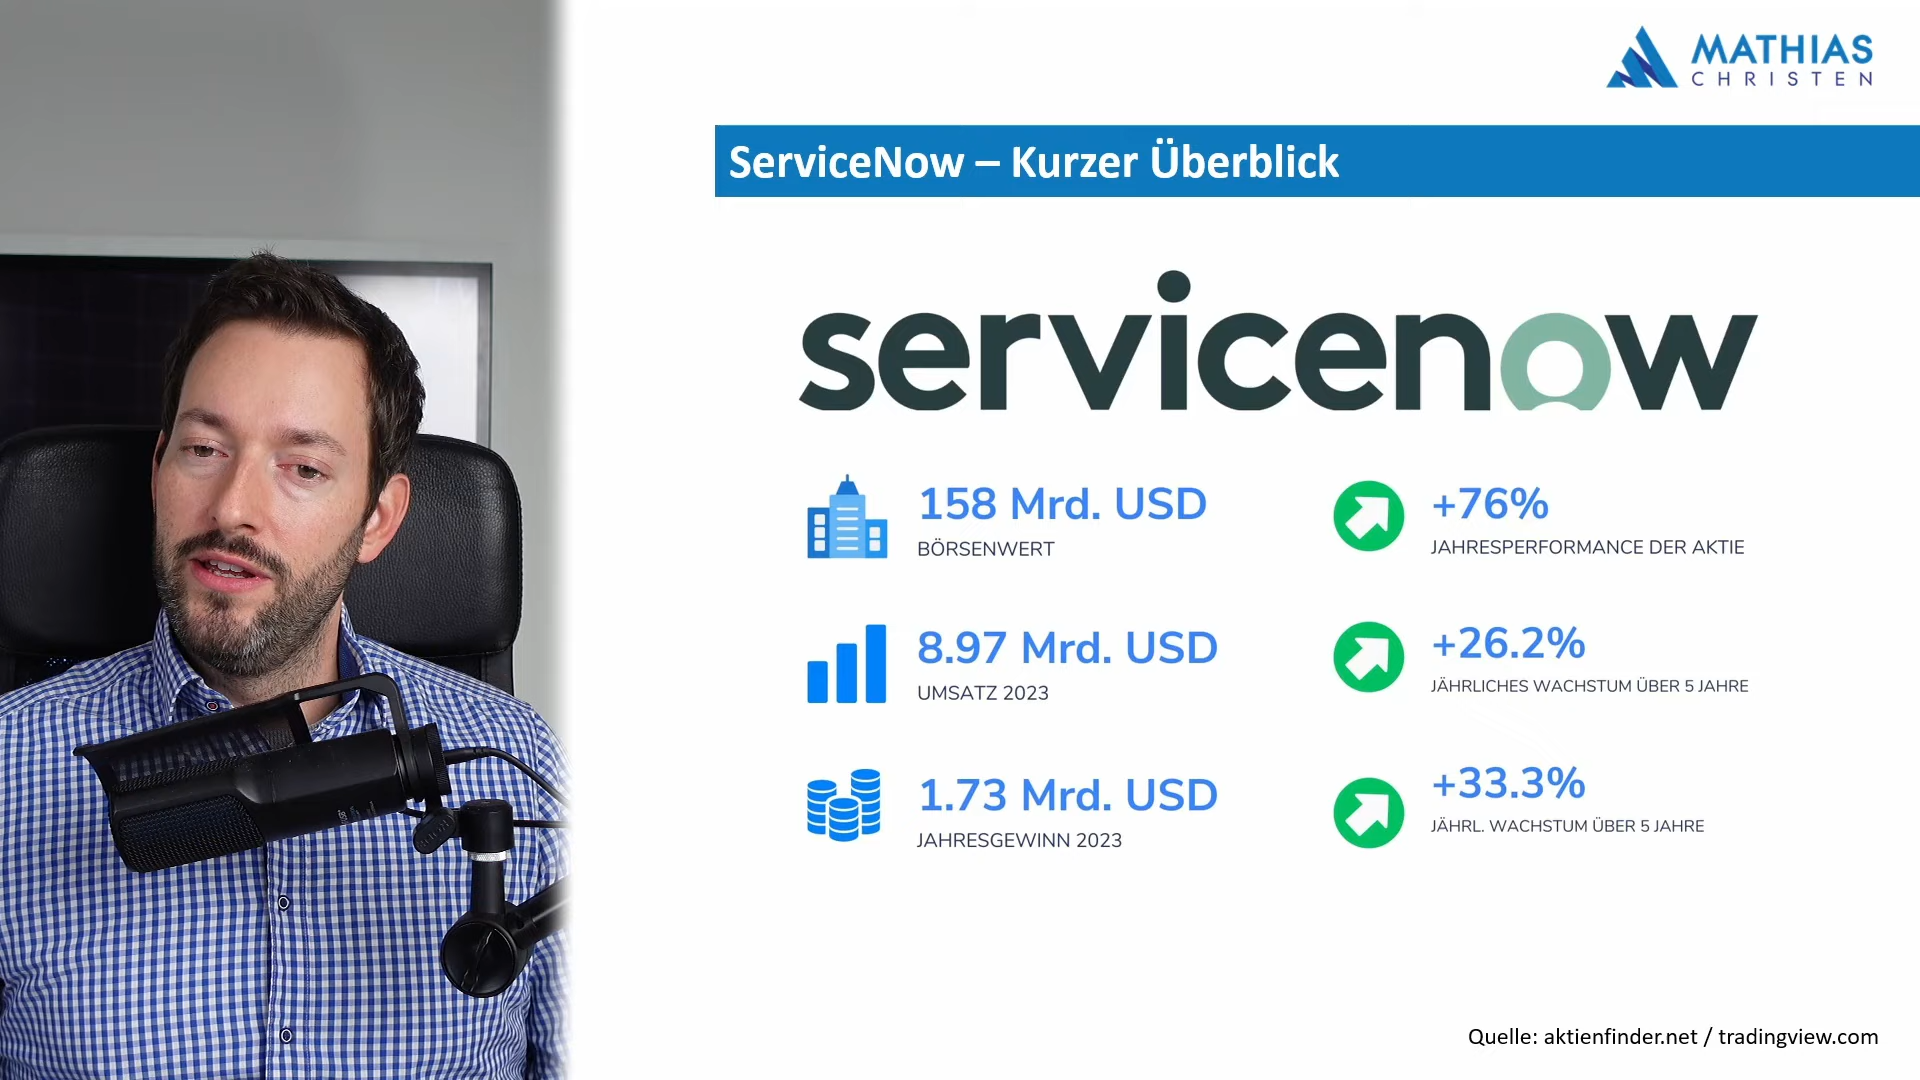 MATHIAS
CHRISTEN
ServiceNow – Kurzer Überblick
servicenow
158 Mrd. USD
BÖRSENWERT
+76%
JAHRESPERFORMANCE DER AKTIE
8.97 Mrd. USD
UMSATZ 2023
+26.2%
JÄHRLICHES WACHSTUM ÜBER 5 JAHRE
1.73 Mrd. USD
JAHRESGEWINN 2023
+33.3%
JÄHRL. WACHSTUM ÜBER 5 JAHRE
Quelle: aktienfinder.net / tradingview.com